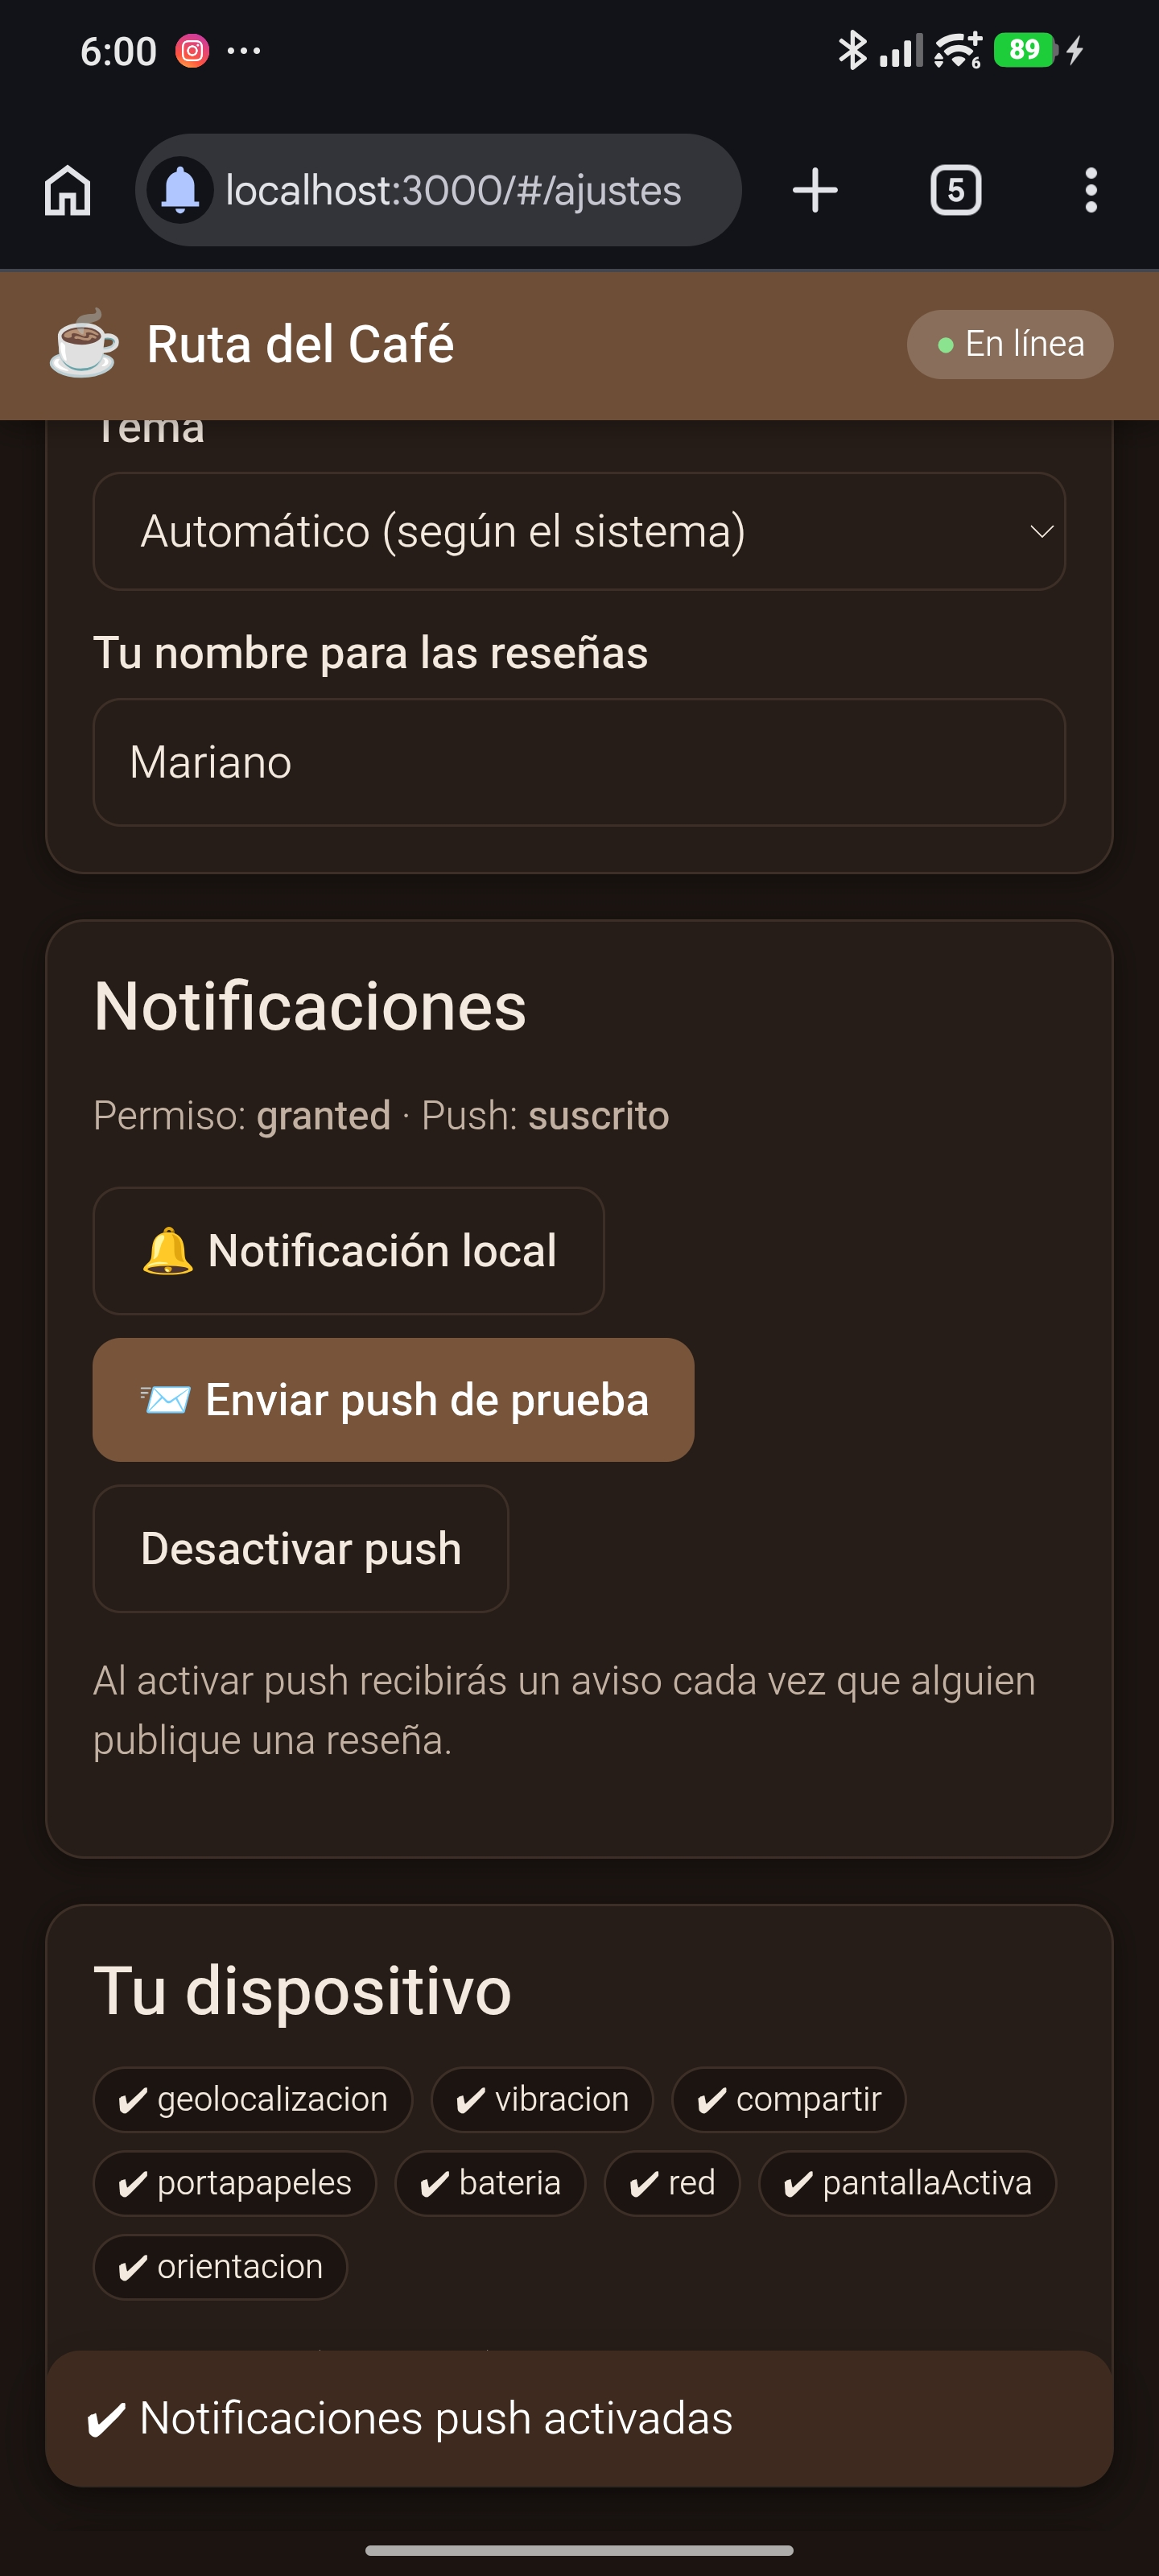 6:00
6
89
localhost:3000/#/ajustes
5
Ruta del Café
En línea
Tema
Automático (según el sistema)
Tu nombre para las reseñas
Mariano
Notificaciones
Permiso: granted · Push: suscrito
Notificación local
Enviar push de prueba
Desactivar push
Al activar push recibirás un aviso cada vez que alguien
publique una reseña.
Tu dispositivo
✔ geolocalizacion ✔ vibracion ✔ compartir
✔ portapapeles ✔ bateria ✔ red ✔ pantallaActiva
✔ orientacion
✔ Notificaciones push activadas